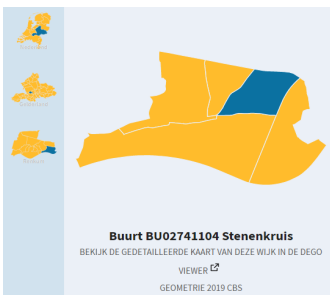 Buurt BU02741104 Stenenkruis
BEKIJK DE GEDETAILLEERDE KAART VAN DEZE WIJK IN DE DEGO
VIEWER
GEOMETRIE 2019 CBS